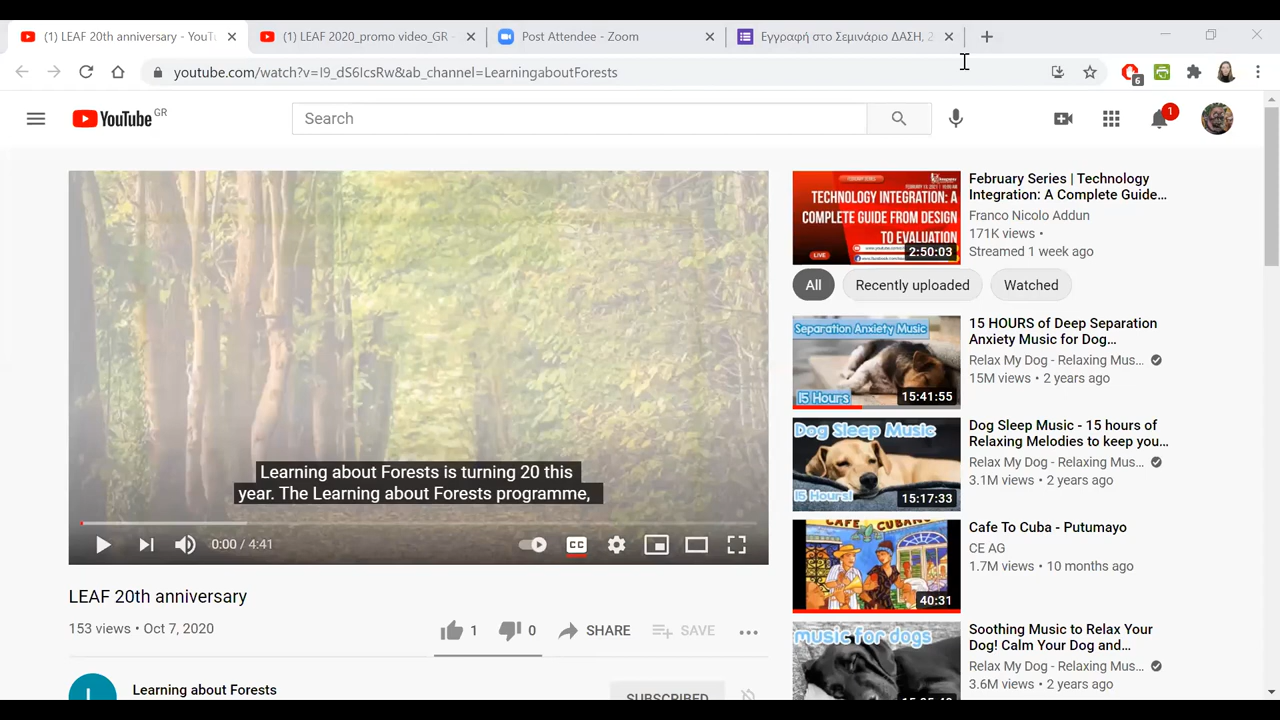 (1) LEAF 20th anniversary - YouTu
(1) LEAF 2020_promo video_GR -
Post Attendee - Zoom
Εγγραφή στο Σεμινάριο ΔΑΣΗ, 2
youtube.com/watch?v=I9_dS6IcsRw&ab_channel=LearningaboutForests
6
YouTube GR
Search
1
Learning about Forests is turning 20 this
year. The Learning about Forests programme,
0:00 / 4:41
CC
LEAF 20th anniversary
153 views • Oct 7, 2020
1
0
SHARE
SAVE
L
Learning about Forests
SUBSCRIBED
TECHNOLOGY INTEGRATION: A
COMPLETE GUIDE FROM DESIGN
TO EVALUATION
LIVE
2:50:03
February Series | Technology
Integration: A Complete Guide...
Franco Nicolo Addun
171K views •
Streamed 1 week ago
All
Recently uploaded
Watched
Separation Anxiety Music
15 Hours
15:41:55
15 HOURS of Deep Separation
Anxiety Music for Dog...
Relax My Dog - Relaxing Mus...
15M views • 2 years ago
Dog Sleep Music
15 Hours!
15:17:33
Dog Sleep Music - 15 hours of
Relaxing Melodies to keep you...
Relax My Dog - Relaxing Mus...
3.1M views • 2 years ago
CAFE CUBANO
40:31
Cafe To Cuba - Putumayo
CE AG
1.7M views • 10 months ago
music for dogs
Soothing Music to Relax Your
Dog! Calm Your Dog and...
Relax My Dog - Relaxing Mus...
3.6M views • 2 years ago